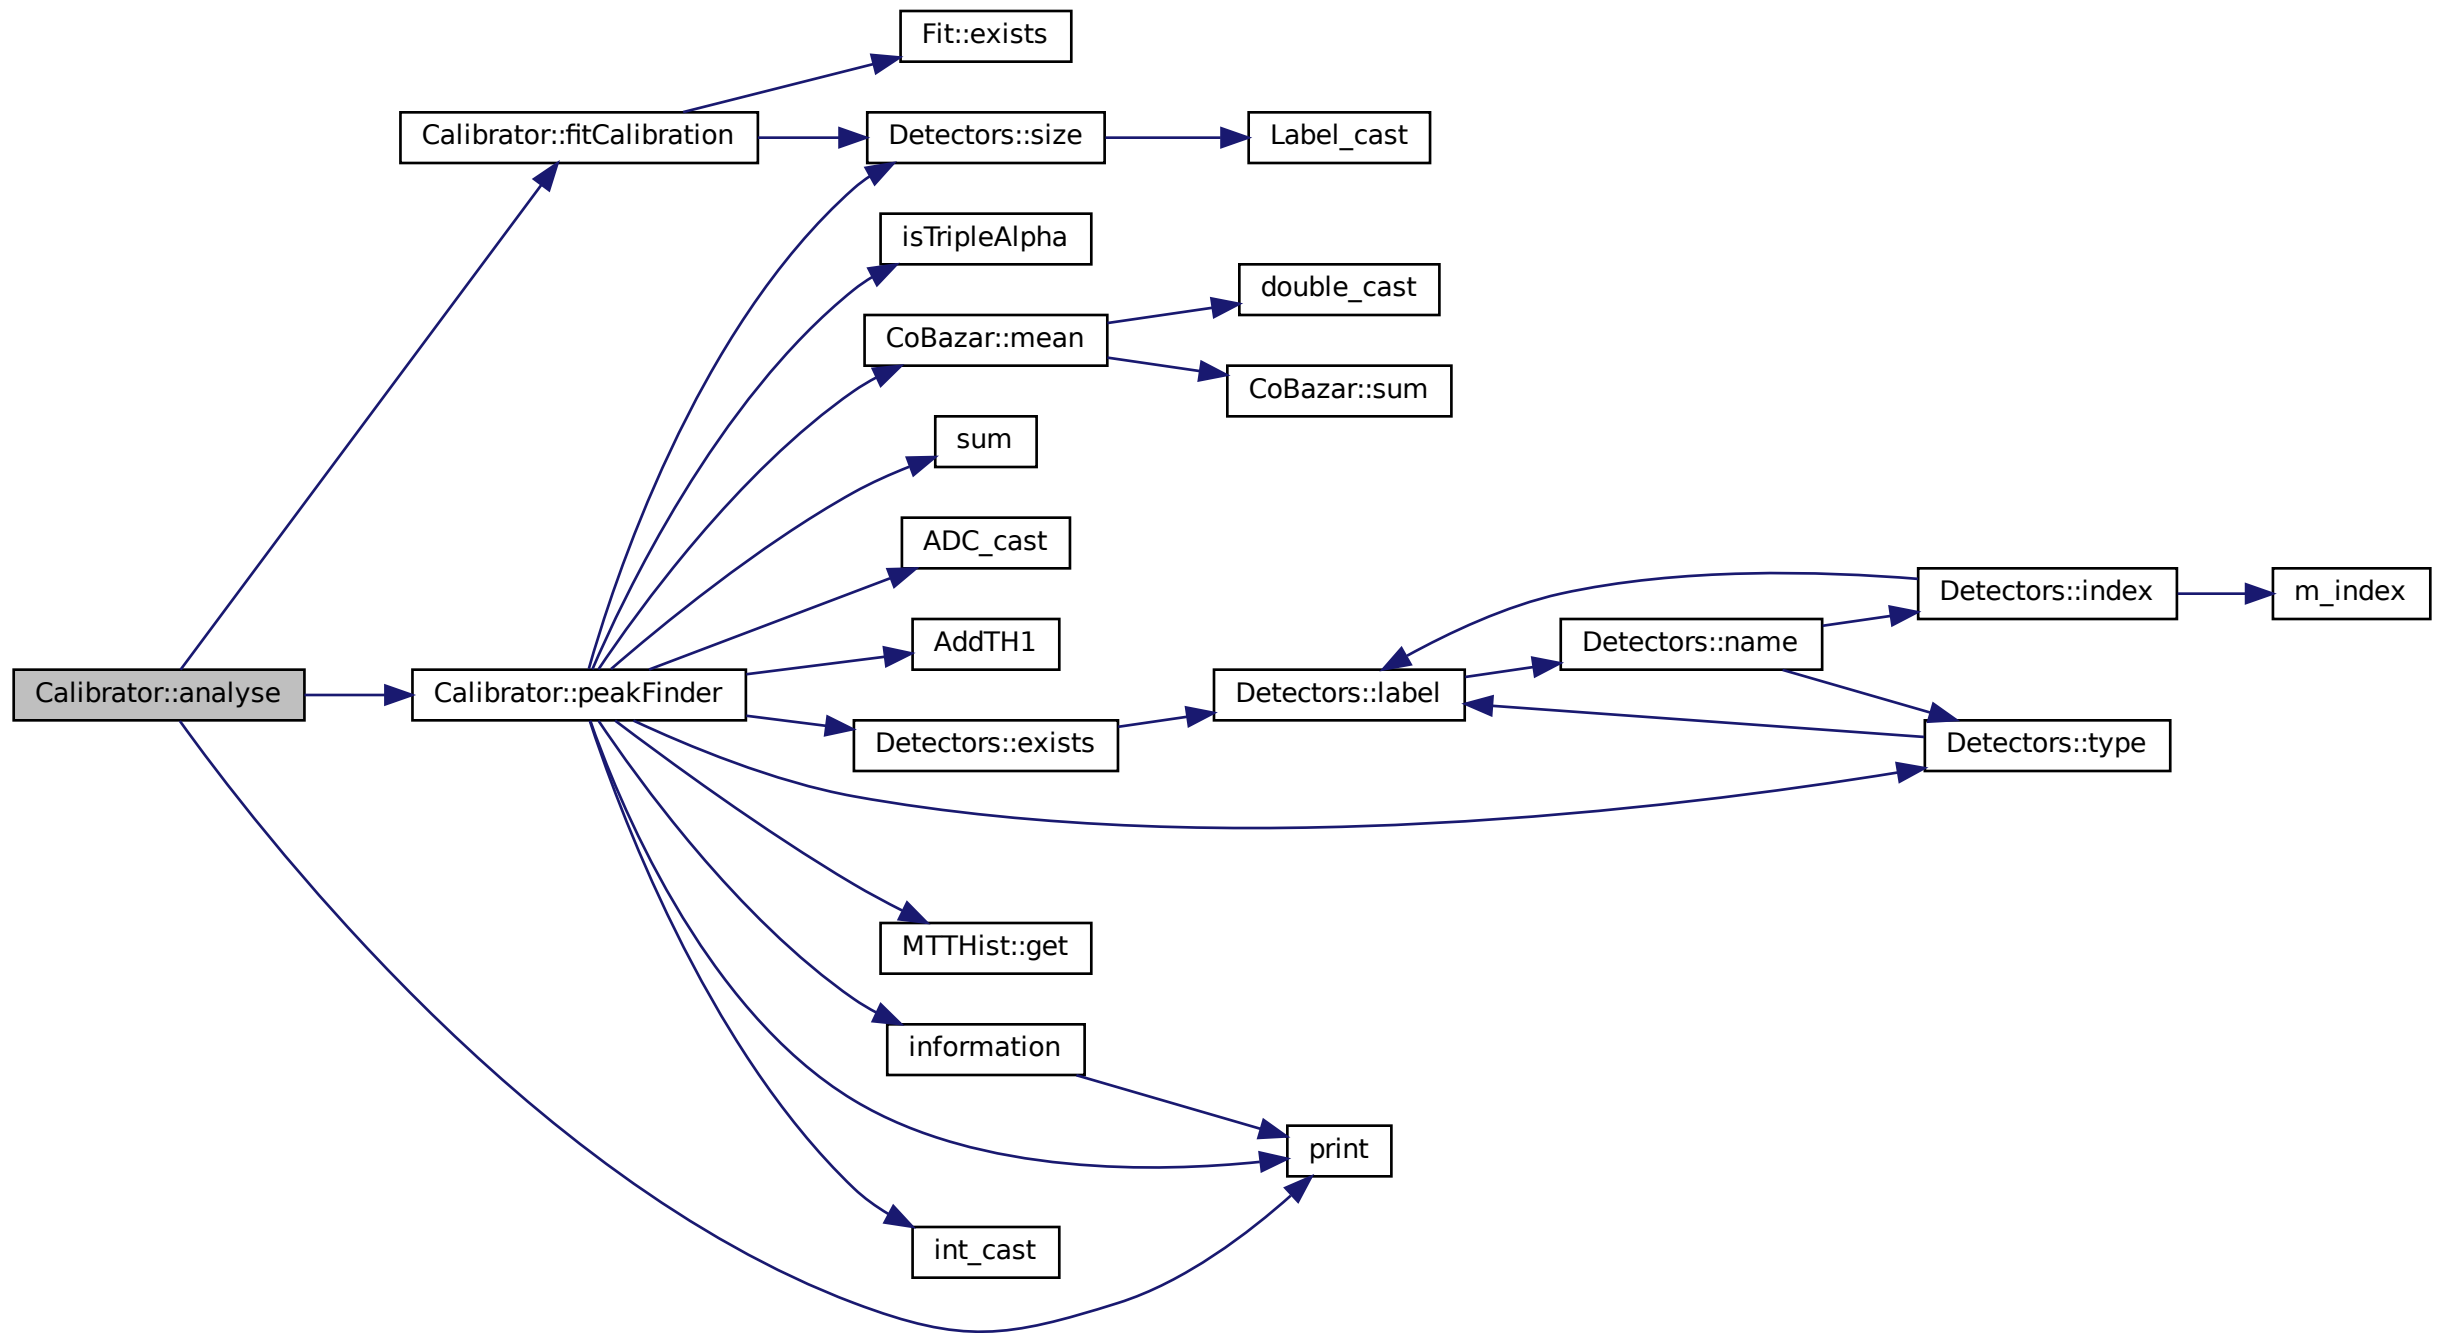 Fit::exists
Calibrator::fitCalibration
Detectors::size
Label_cast
isTripleAlpha
double_cast
CoBazar::mean
CoBazar::sum
sum
ADC_cast
Detectors::index
m_index
AddTH1
Detectors::name
Calibrator::analyse
Calibrator::peakFinder
Detectors::label
Detectors::exists
Detectors::type
MTTHist::get
information
print
int_cast